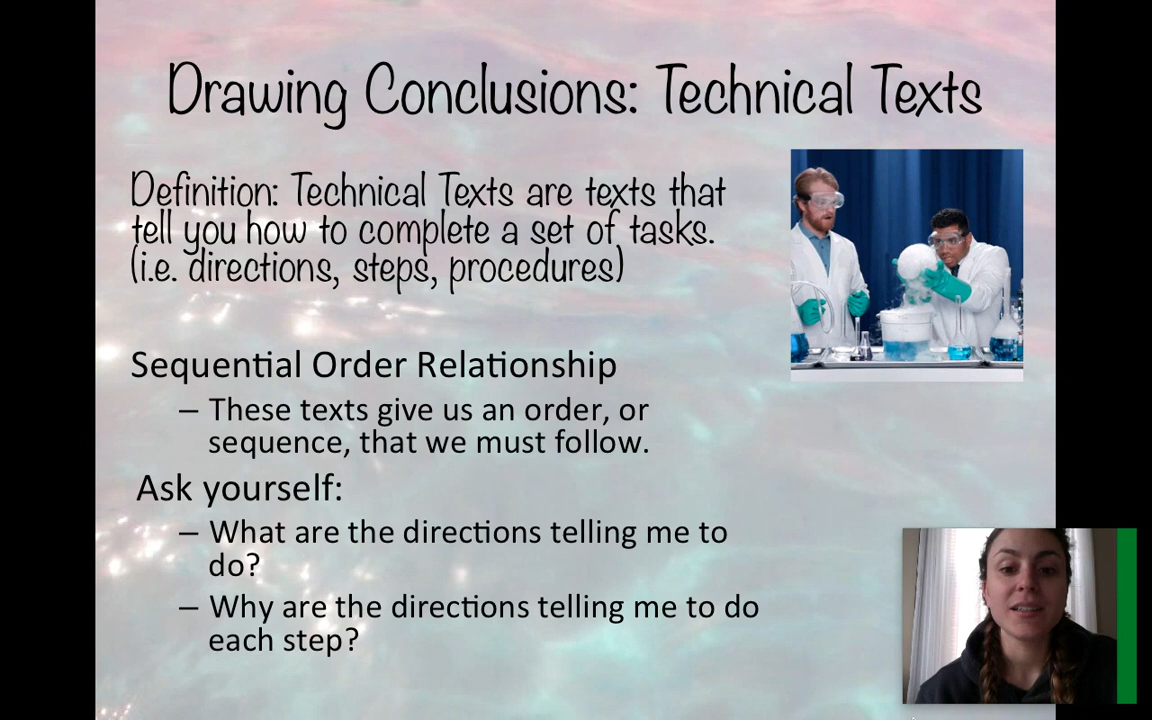 Drawing Conclusions: Technical Texts
Definition: Technical Texts are texts that
tell you how to complete a set of tasks.
(i.e. directions, steps, procedures)
Sequential Order Relationship
– These texts give us an order, or
sequence, that we must follow.
Ask yourself:
– What are the directions telling me to
do?
– Why are the directions telling me to do
each step?